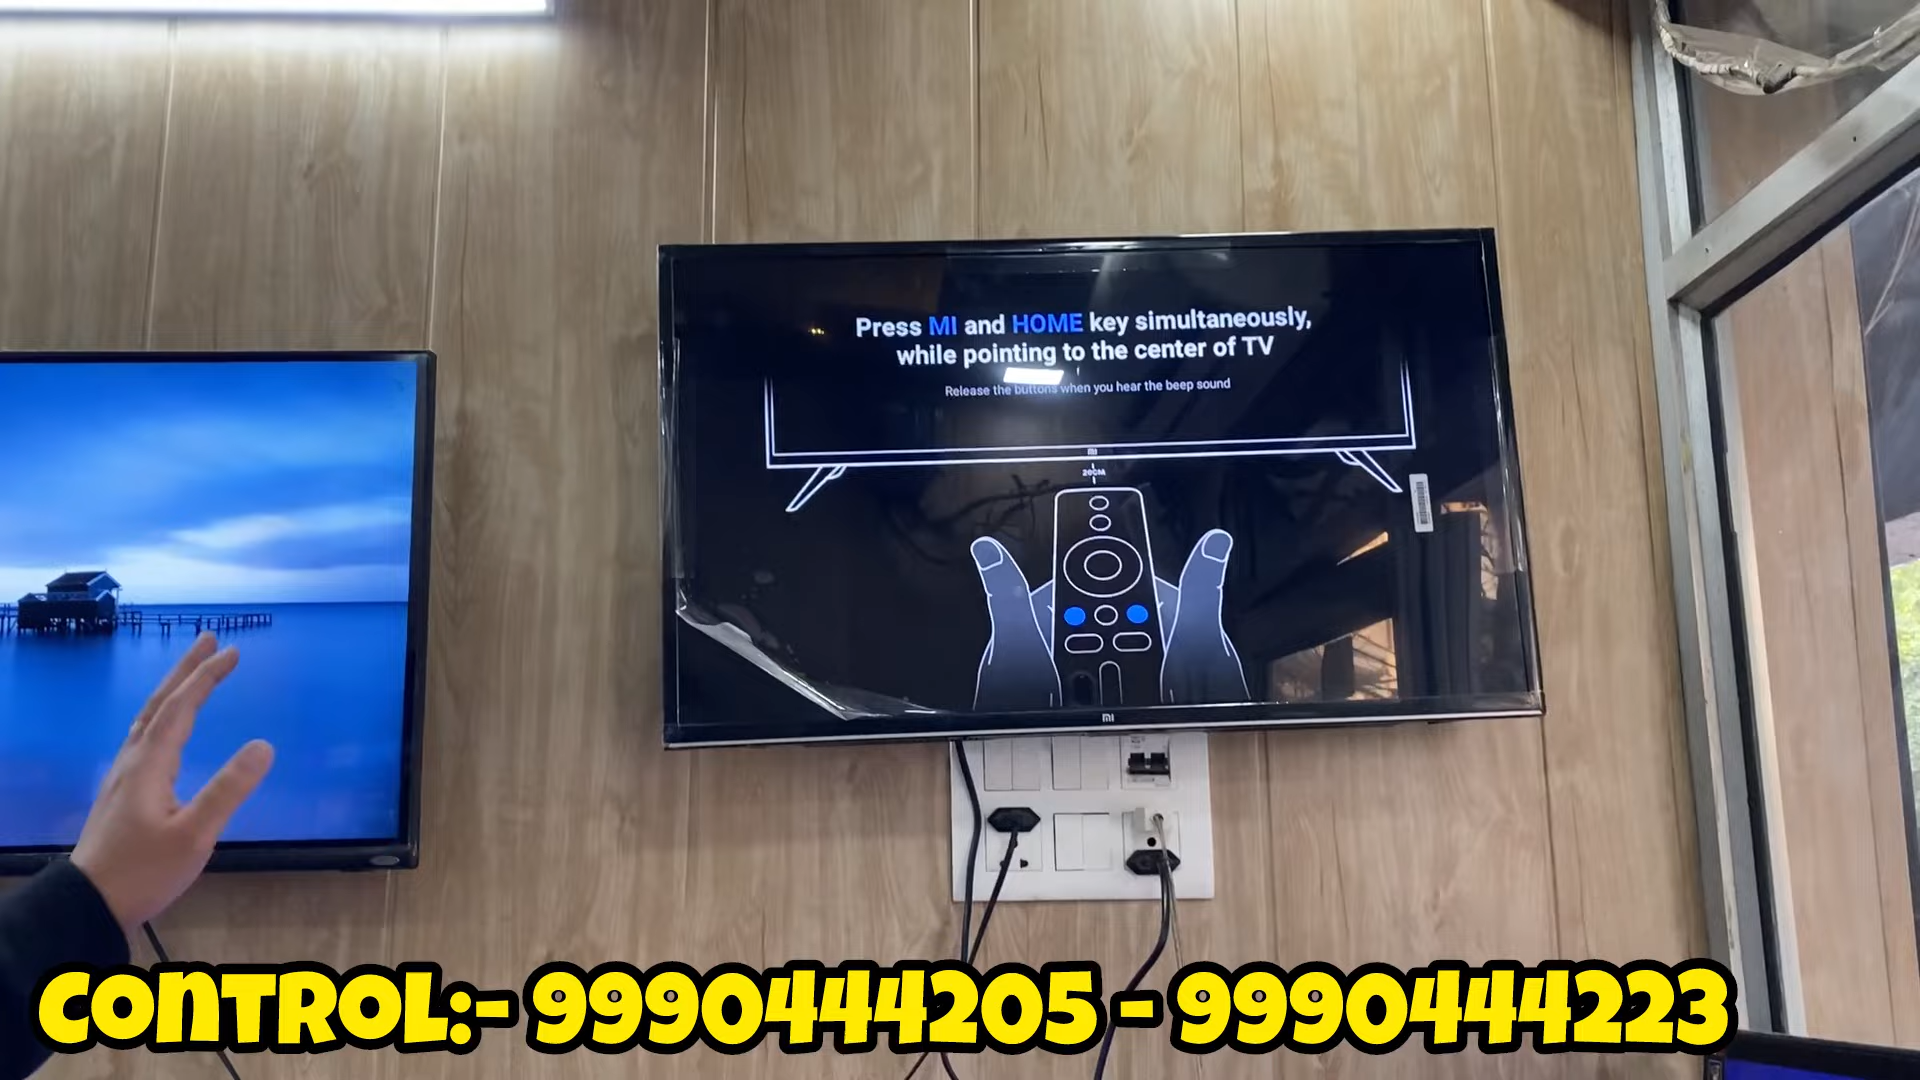 Press MI and HOME key simultaneously,
while pointing to the center of TV
Release the buttons when you hear the beep sound
mi
20CM
mi
CONTROL:- 9990444205 - 9990444223